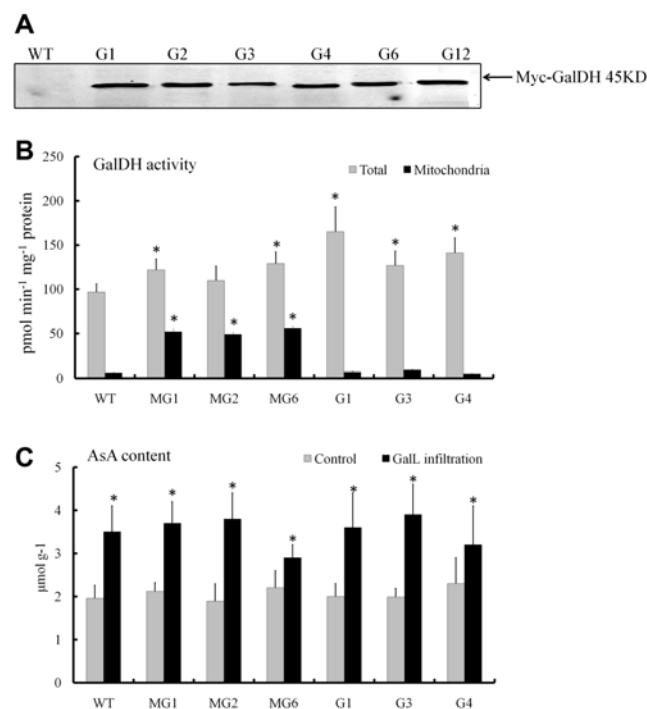 A
WT G1 G2 G3 G4 G6 G12
Myc-GalDH 45KD
B
GalDH activity
Total Mitochondria
pmol min-1 mg-1 protein
250
200
150
100
50
0
* * * * * * * *
WT MG1 MG2 MG6 G1 G3 G4
C
AsA content
Control GalL infiltration
µmol g-1
5
4
3
2
1
0
* * * * * * *
WT MG1 MG2 MG6 G1 G3 G4